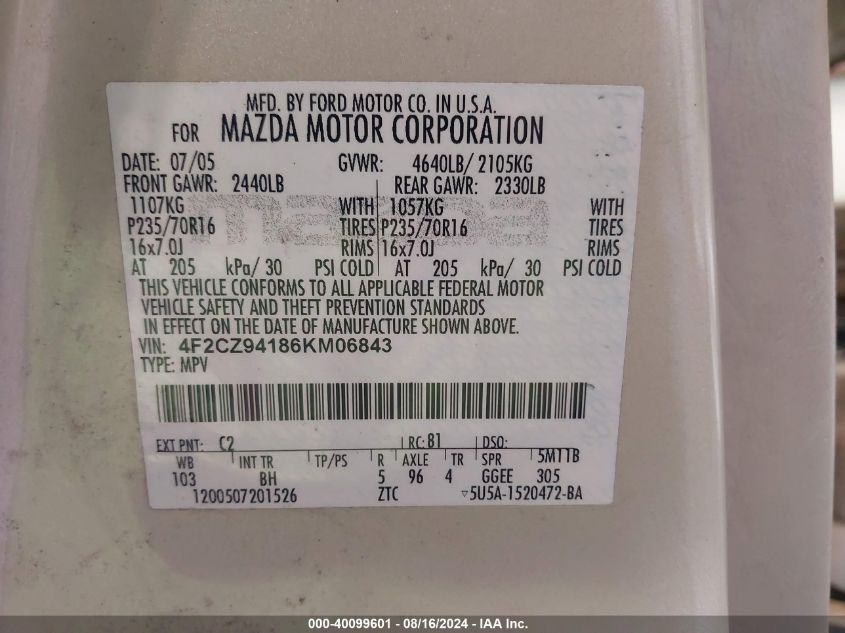 MFD. BY FORD MOTOR CO. IN U.S.A.
FOR MAZDA MOTOR CORPORATION
DATE: 07/05 GVWR: 4640LB/ 2105KG
FRONT GAWR: 2440LB REAR GAWR: 2330LB
1107KG WITH 1057KG WITH
P235/70R16 TIRES P235/70R16 TIRES
16x7.0J RIMS 16x7.0J RIMS
AT 205 kPa/ 30 PSI COLD AT 205 kPa/ 30 PSI COLD
THIS VEHICLE CONFORMS TO ALL APPLICABLE FEDERAL MOTOR
VEHICLE SAFETY AND THEFT PREVENTION STANDARDS
IN EFFECT ON THE DATE OF MANUFACTURE SHOWN ABOVE.
VIN: 4F2CZ94186KM06843
TYPE: MPV
EXT PNT: C2 RC: 81 DSO:
WB INT TR TP/PS R AXLE TR SPR 5M11B
103 BH 5 96 4 GGEE 305
1200507201526 ZTC ▽5U5A-1520472-BA
mazda
000-40099601 - 08/16/2024 - IAA Inc.